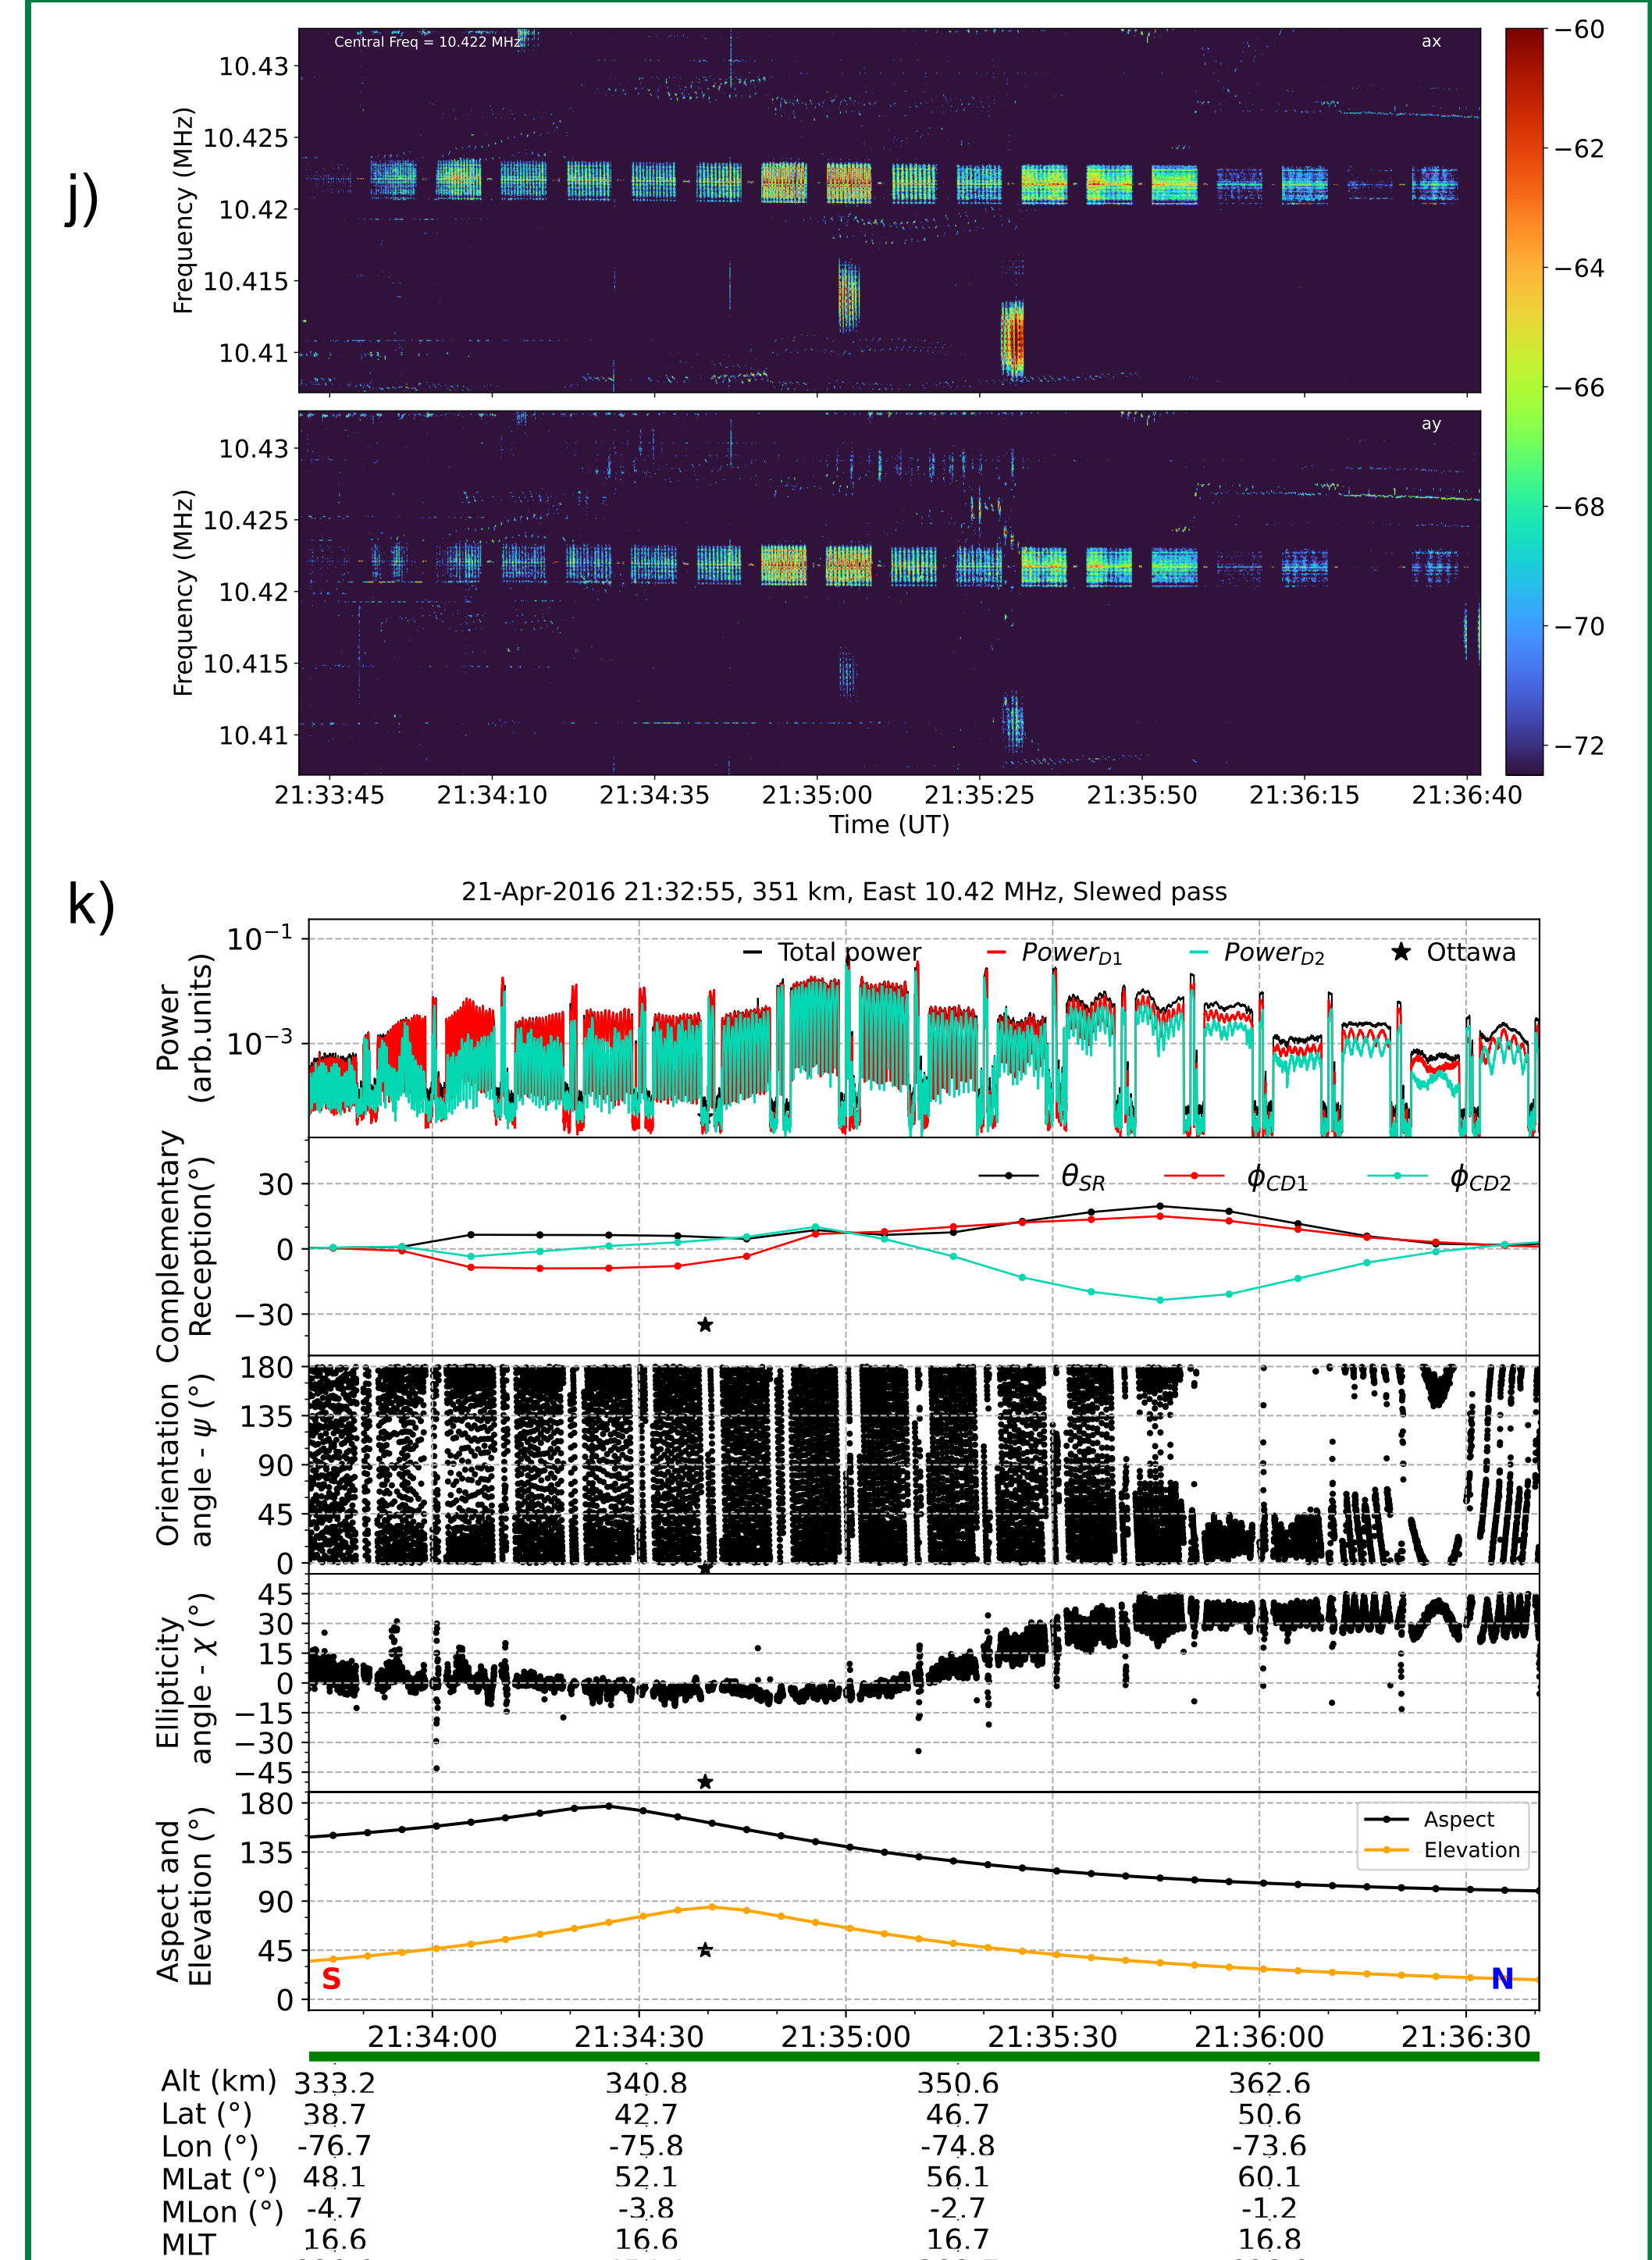 j)
Central Freq = 10.422 MHz
ax
Frequency (MHz)
10.43
10.425
10.42
10.415
10.41
ay
Frequency (MHz)
10.43
10.425
10.42
10.415
10.41
21:33:45 21:34:10 21:34:35 21:35:00 21:35:25 21:35:50 21:36:15 21:36:40
Time (UT)
−60
−62
−64
−66
−68
−70
−72
k)
21-Apr-2016 21:32:55, 351 km, East 10.42 MHz, Slewed pass
Power
(arb.units)
10−1
10−3
Total power PowerD1 PowerD2 Ottawa
Complementary
Reception(°)
30
0
−30
θSR ϕCD1 ϕCD2
Orientation
angle - ψ (°)
180
135
90
45
0
Ellipticity
angle - χ (°)
45
30
15
0
−15
−30
−45
Aspect and
Elevation (°)
180
135
90
45
0
Aspect
Elevation
S N
21:34:00 21:34:30 21:35:00 21:35:30 21:36:00 21:36:30
Alt (km) 333.2 340.8 350.6 362.6
Lat (°) 38.7 42.7 46.7 50.6
Lon (°) -76.7 -75.8 -74.8 -73.6
MLat (°) 48.1 52.1 56.1 60.1
MLon (°) -4.7 -3.8 -2.7 -1.2
MLT 16.6 16.6 16.7 16.8